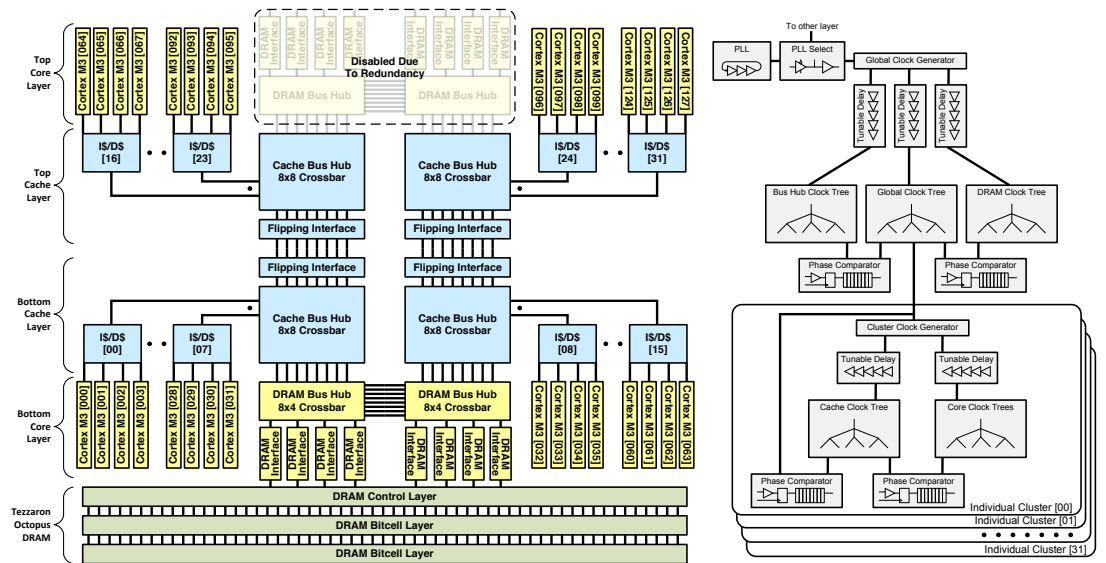 Top
Core
Layer
Cortex M3 [064]
Cortex M3 [065]
Cortex M3 [066]
Cortex M3 [067]
Cortex M3 [092]
Cortex M3 [093]
Cortex M3 [094]
Cortex M3 [095]
DRAM
Interface
DRAM
Interface
DRAM
Interface
DRAM
Interface
DRAM
Interface
DRAM
Interface
DRAM
Interface
DRAM
Interface
Disabled Due
To Redundancy
DRAM Bus Hub
DRAM Bus Hub
Cortex M3 [096]
Cortex M3 [097]
Cortex M3 [098]
Cortex M3 [099]
Cortex M3 [124]
Cortex M3 [125]
Cortex M3 [126]
Cortex M3 [127]
Top
Cache
Layer
I$/D$
[16]
I$/D$
[23]
Cache Bus Hub
8x8 Crossbar
Cache Bus Hub
8x8 Crossbar
I$/D$
[24]
I$/D$
[31]
Flipping Interface
Flipping Interface
Flipping Interface
Flipping Interface
Bottom
Cache
Layer
I$/D$
[00]
I$/D$
[07]
Cache Bus Hub
8x8 Crossbar
Cache Bus Hub
8x8 Crossbar
I$/D$
[08]
I$/D$
[15]
Bottom
Core
Layer
Cortex M3 [000]
Cortex M3 [001]
Cortex M3 [002]
Cortex M3 [003]
Cortex M3 [028]
Cortex M3 [029]
Cortex M3 [030]
Cortex M3 [031]
DRAM Bus Hub
8x4 Crossbar
DRAM Bus Hub
8x4 Crossbar
DRAM
Interface
DRAM
Interface
DRAM
Interface
DRAM
Interface
DRAM
Interface
DRAM
Interface
DRAM
Interface
DRAM
Interface
Cortex M3 [032]
Cortex M3 [033]
Cortex M3 [034]
Cortex M3 [035]
Cortex M3 [060]
Cortex M3 [061]
Cortex M3 [062]
Cortex M3 [063]
Tezzaron
Octopus
DRAM
DRAM Control Layer
DRAM Bitcell Layer
DRAM Bitcell Layer
To other layer
PLL
PLL Select
Global Clock Generator
Tunable Delay
Tunable Delay
Tunable Delay
Bus Hub Clock Tree
Global Clock Tree
DRAM Clock Tree
Phase Comparator
Phase Comparator
Cluster Clock Generator
Tunable Delay
Tunable Delay
Cache Clock Tree
Core Clock Trees
Phase Comparator
Phase Comparator
Individual Cluster [00]
Individual Cluster [01]
Individual Cluster [31]